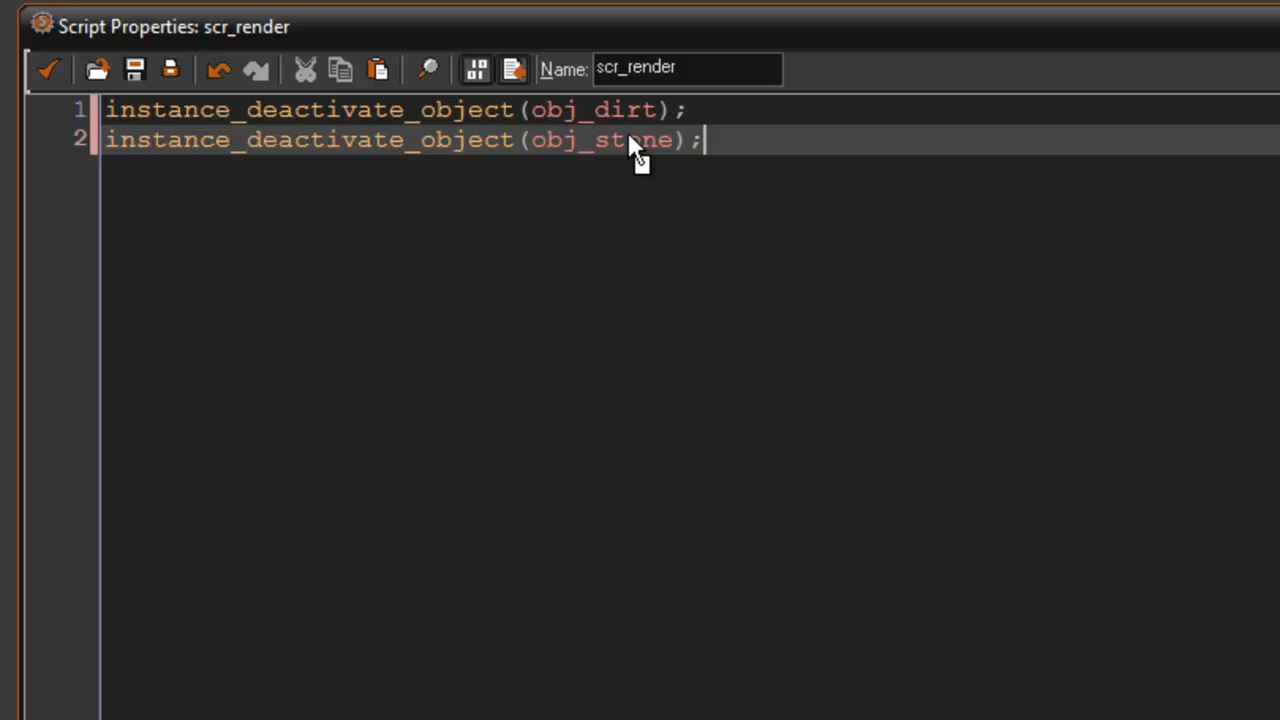 Script Properties: scr_render
Name: scr_render
1 instance_deactivate_object(obj_dirt);
2 instance_deactivate_object(obj_stone);